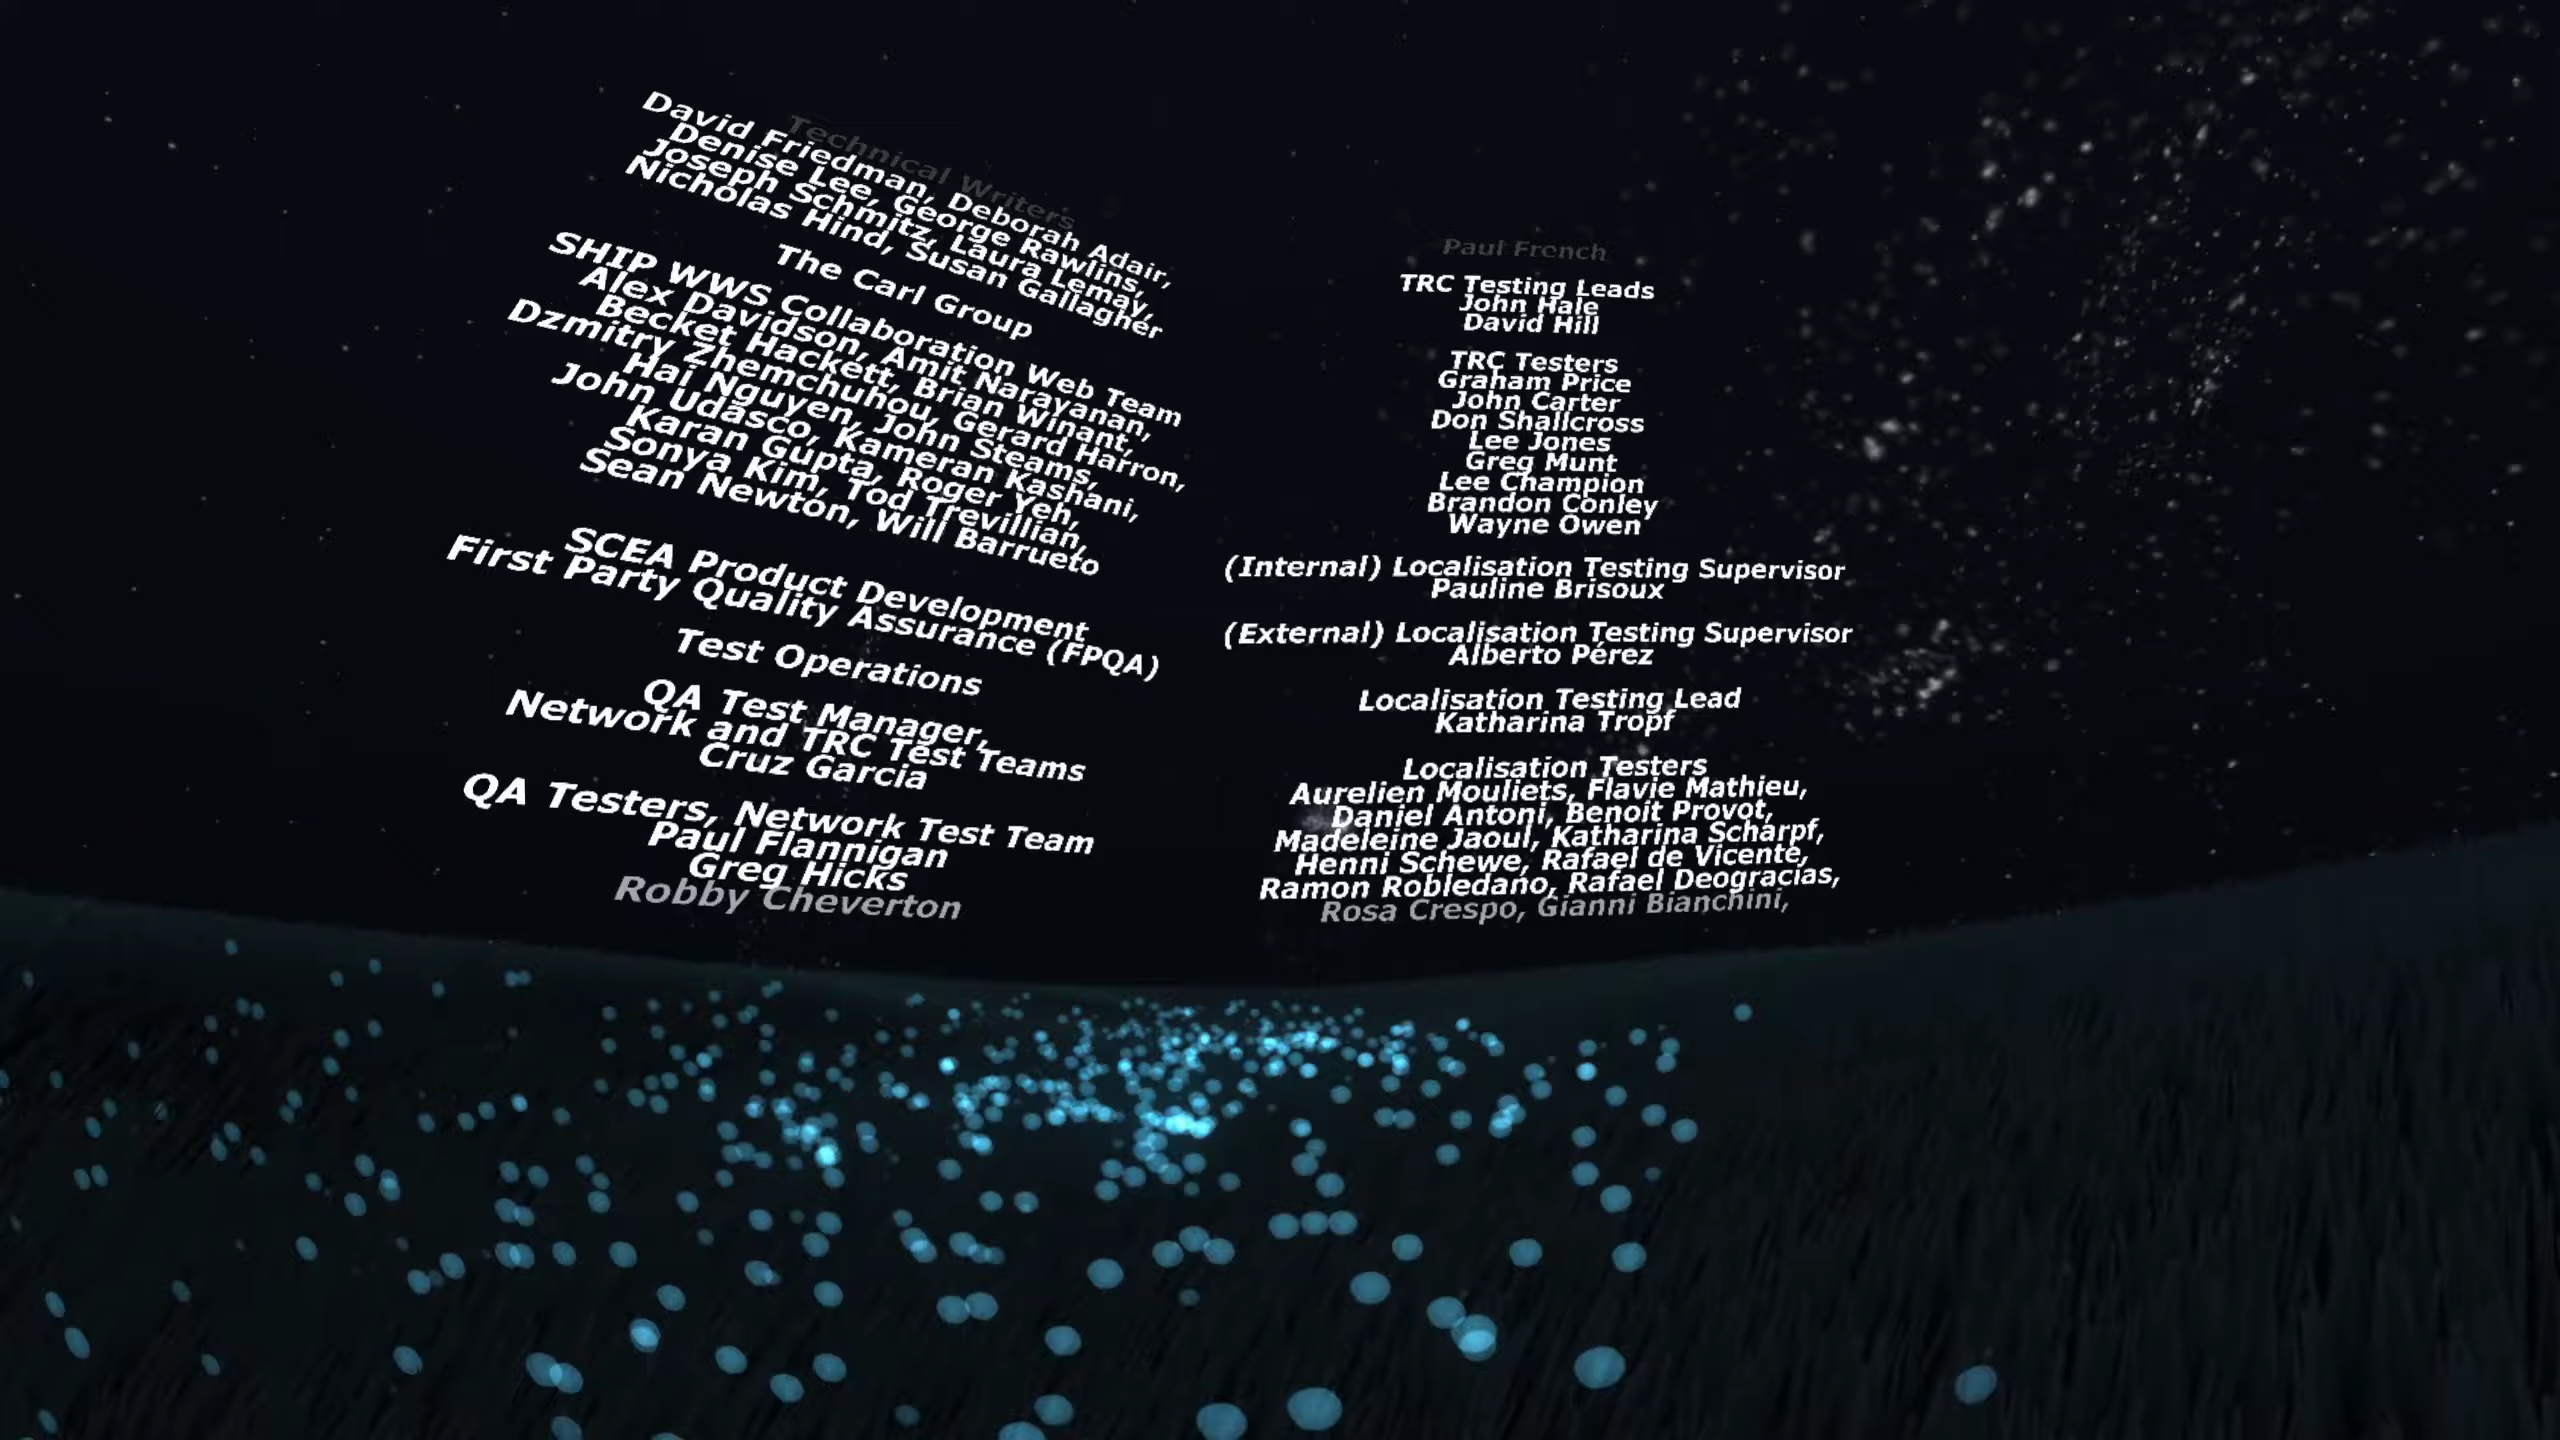 Technical Writers
David Friedman, Deborah Adair,
Denise Lee, George Rawlins,
Joseph Schmitz, Laura Lemay,
Nicholas Hind, Susan Gallagher
The Carl Group
SHIP WWS Collaboration Web Team
Alex Davidson, Amit Narayanan,
Becket Hackett, Brian Winant,
Dzmitry Zhemchuhou, Gerard Harron,
Hai Nguyen, John Steams,
John Udasco, Kameran Kashani,
Karan Gupta, Roger Yeh,
Sonya Kim, Tod Trevillian,
Sean Newton, Will Barrueto
SCEA Product Development
First Party Quality Assurance (FPQA)
Test Operations
QA Test Manager,
Network and TRC Test Teams
Cruz Garcia
QA Testers, Network Test Team
Paul Flannigan
Greg Hicks
Robby Cheverton
Paul French
TRC Testing Leads
John Hale
David Hill
TRC Testers
Graham Price
John Carter
Don Shallcross
Lee Jones
Greg Munt
Lee Champion
Brandon Conley
Wayne Owen
(Internal) Localisation Testing Supervisor
Pauline Brisoux
(External) Localisation Testing Supervisor
Alberto Pérez
Localisation Testing Lead
Katharina Tropf
Localisation Testers
Aurelien Mouliets, Flavie Mathieu,
Daniel Antoni, Benoit Provot,
Madeleine Jaoul, Katharina Scharpf,
Henni Schewe, Rafael de Vicente,
Ramon Robledano, Rafael Deogracias,
Rosa Crespo, Gianni Bianchini,